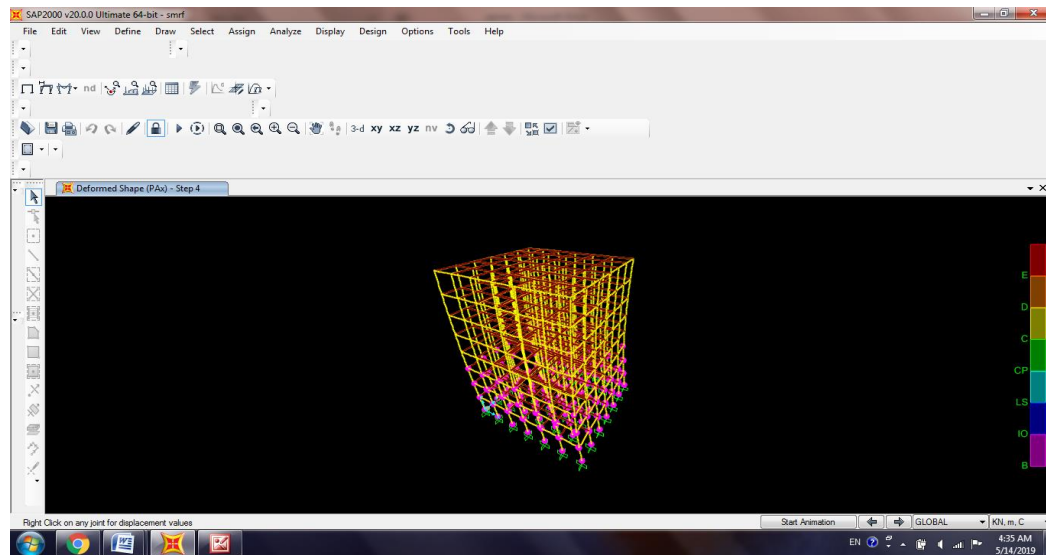 SAP2000 v20.0.0 Ultimate 64-bit - smrf
File Edit View Define Draw Select Assign Analyze Display Design Options Tools Help
nd
3-d xy xz yz nv
Deformed Shape (PAx) - Step 4
E
D
C
CP
LS
IO
B
Right Click on any joint for displacement values
Start Animation
GLOBAL
KN, m, C
EN
4:35 AM
5/14/2019